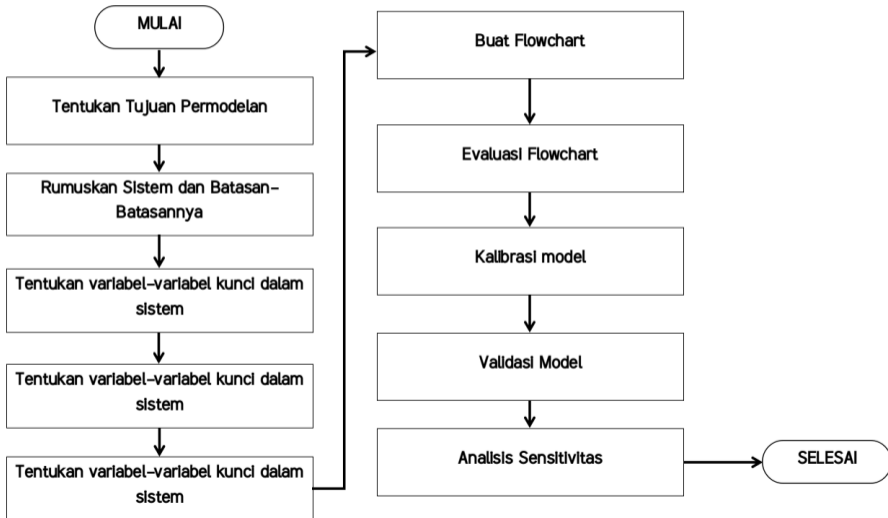 MULAI
Tentukan Tujuan Permodelan
Rumuskan Sistem dan Batasan-
Batasannya
Tentukan variabel-variabel kunci dalam
sistem
Tentukan variabel-variabel kunci dalam
sistem
Tentukan variabel-variabel kunci dalam
sistem
Buat Flowchart
Evaluasi Flowchart
Kalibrasi model
Validasi Model
Analisis Sensitivitas
SELESAI